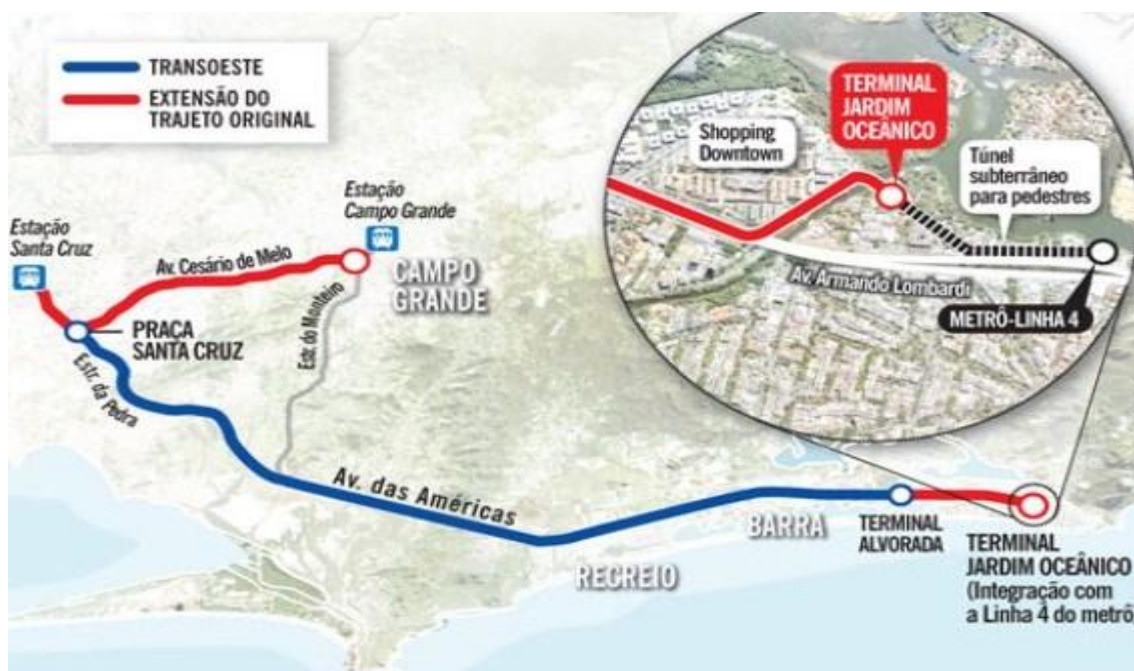 TRANSOESTE
EXTENSÃO DO
TRAJETO ORIGINAL
Estação
Santa Cruz
Av. Cesário de Melo
Estação
Campo Grande
CAMPO
GRANDE
PRAÇA
SANTA CRUZ
Estr. da Pedra
Estr. do Monteiro
Av. das Américas
RECREIO
BARRA
TERMINAL
ALVORADA
TERMINAL
JARDIM OCEÂNICO
(Integração com
a Linha 4 do metrô
Shopping
Downtown
TERMINAL
JARDIM
OCEÂNICO
Túnel
subterrâneo
para pedestres
Av. Armando Lombardi
METRÔ-LINHA 4